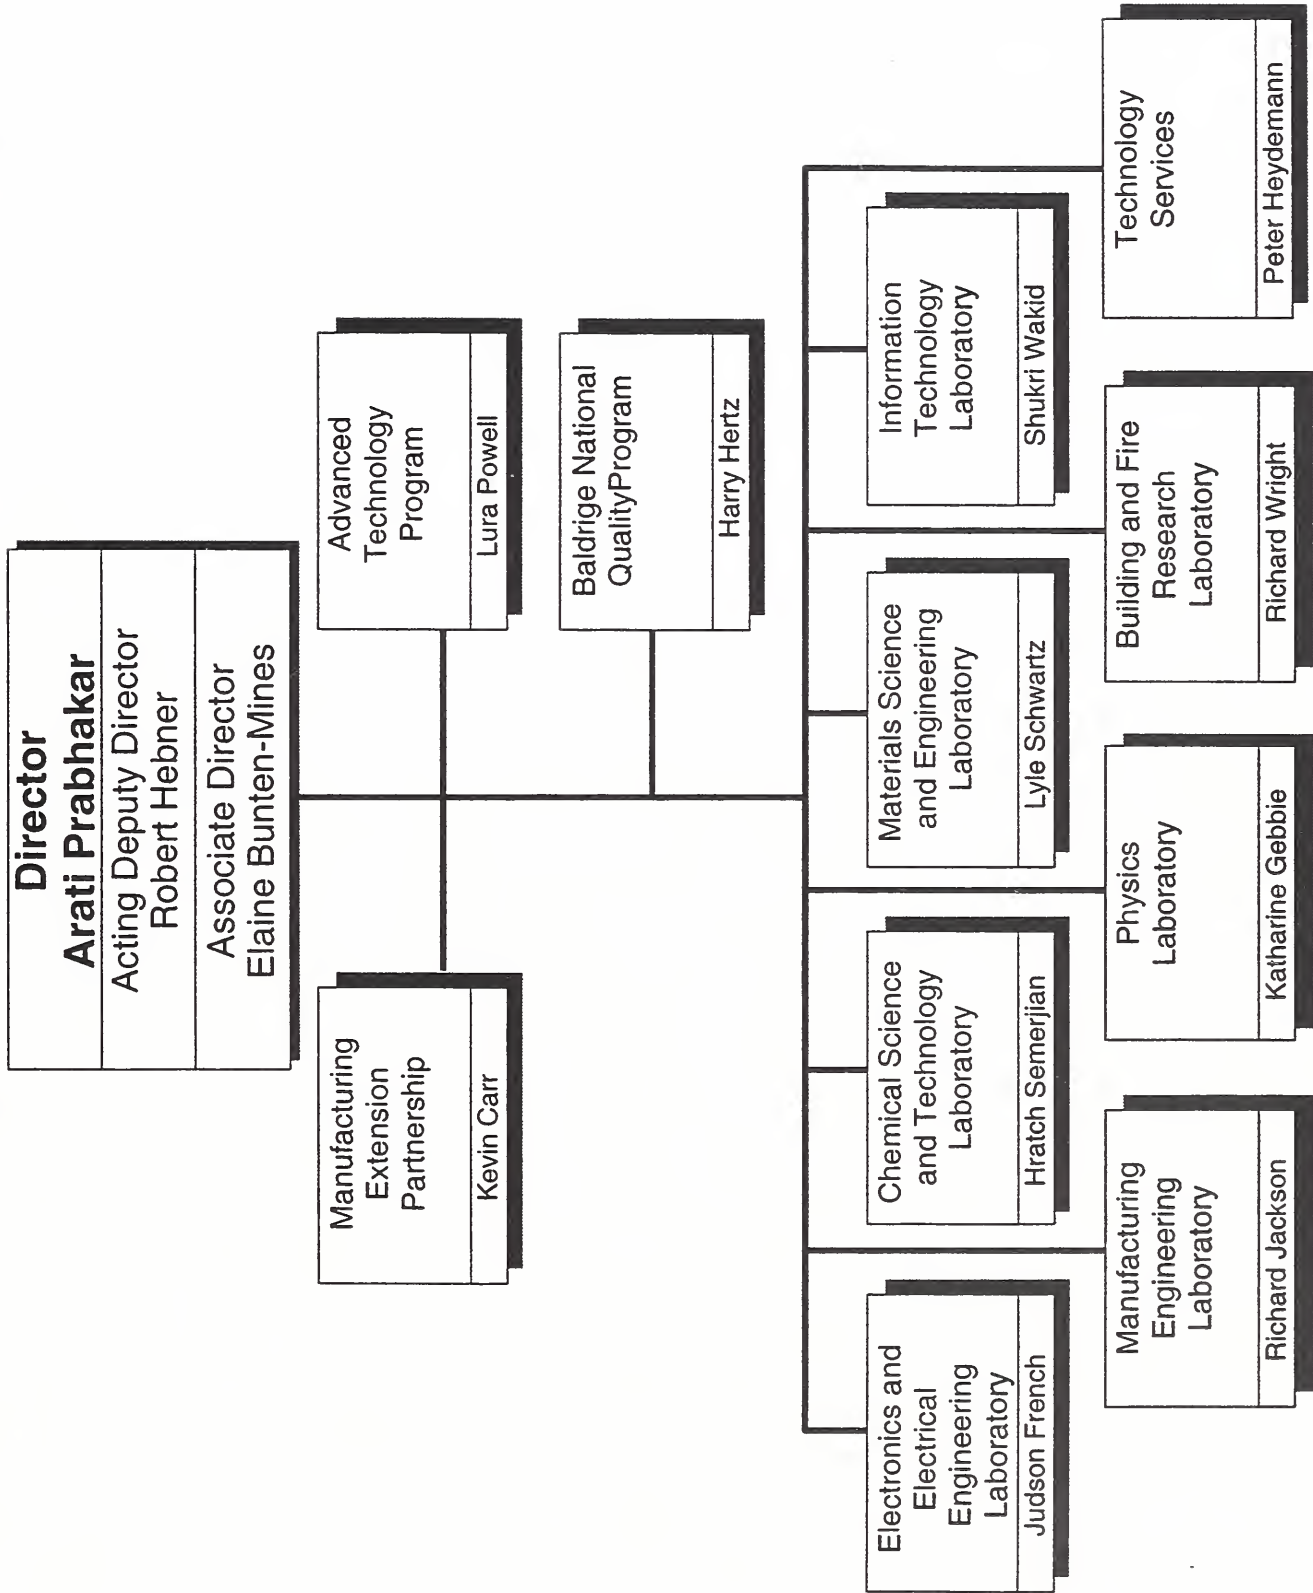 Director
Arati Prabhakar
Acting Deputy Director
Robert Hebner
Associate Director
Elaine Bunten-Mines
Manufacturing
Extension
Partnership
Kevin Carr
Advanced
Technology
Program
Lura Powell
Baldrige National
QualityProgram
Harry Hertz
Electronics and
Electrical
Engineering
Laboratory
Judson French
Chemical Science
and Technology
Laboratory
Hratch Semerjian
Materials Science
and Engineering
Laboratory
Lyle Schwartz
Information
Technology
Laboratory
Shukri Wakid
Manufacturing
Engineering
Laboratory
Richard Jackson
Physics
Laboratory
Katharine Gebbie
Building and Fire
Research
Laboratory
Richard Wright
Technology
Services
Peter Heydemann